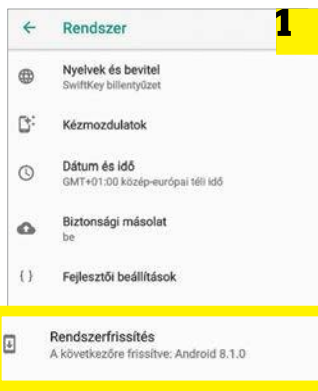 Rendszer
1
Nyelvek és bevitel
SwiftKey billentyűzet
Kézmozdulatok
Dátum és idő
GMT+01:00 közép-európai téli idő
Biztonsági másolat
be
{ } Fejlesztői beállítások
Rendszerfrissítés
A következőre frissítve: Android 8.1.0